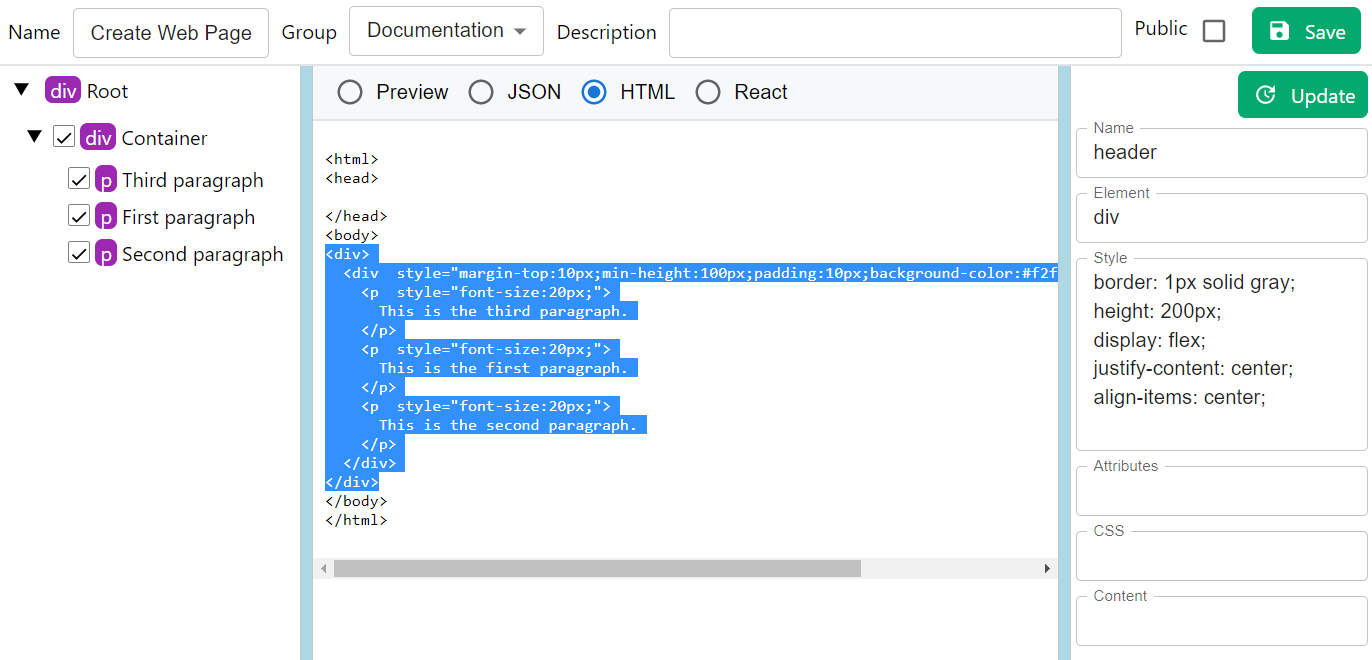 Name Create Web Page Group Documentation Description Public Save
div Root
div Container
p Third paragraph
p First paragraph
p Second paragraph
Preview JSON HTML React
<html>
<head>
</head>
<body>
<div>
<div  style="margin-top:10px;min-height:100px;padding:10px;background-color:#f2f
<p  style="font-size:20px;">
This is the third paragraph.
</p>
<p  style="font-size:20px;">
This is the first paragraph.
</p>
<p  style="font-size:20px;">
This is the second paragraph.
</p>
</div>
</div>
</body>
</html>
Update
Name
header
Element
div
Style
border: 1px solid gray;
height: 200px;
display: flex;
justify-content: center;
align-items: center;
Attributes
CSS
Content